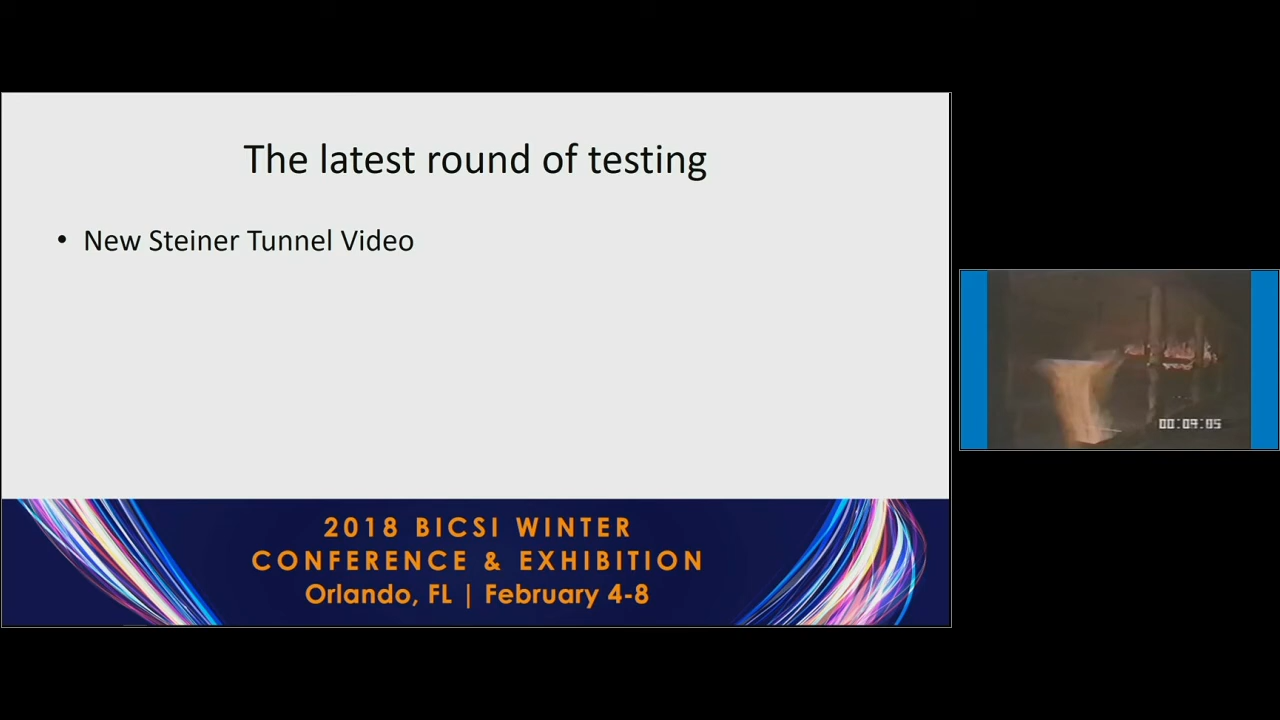 The latest round of testing
• New Steiner Tunnel Video
00:09:05
2018 BICSI WINTER
CONFERENCE & EXHIBITION
Orlando, FL | February 4-8